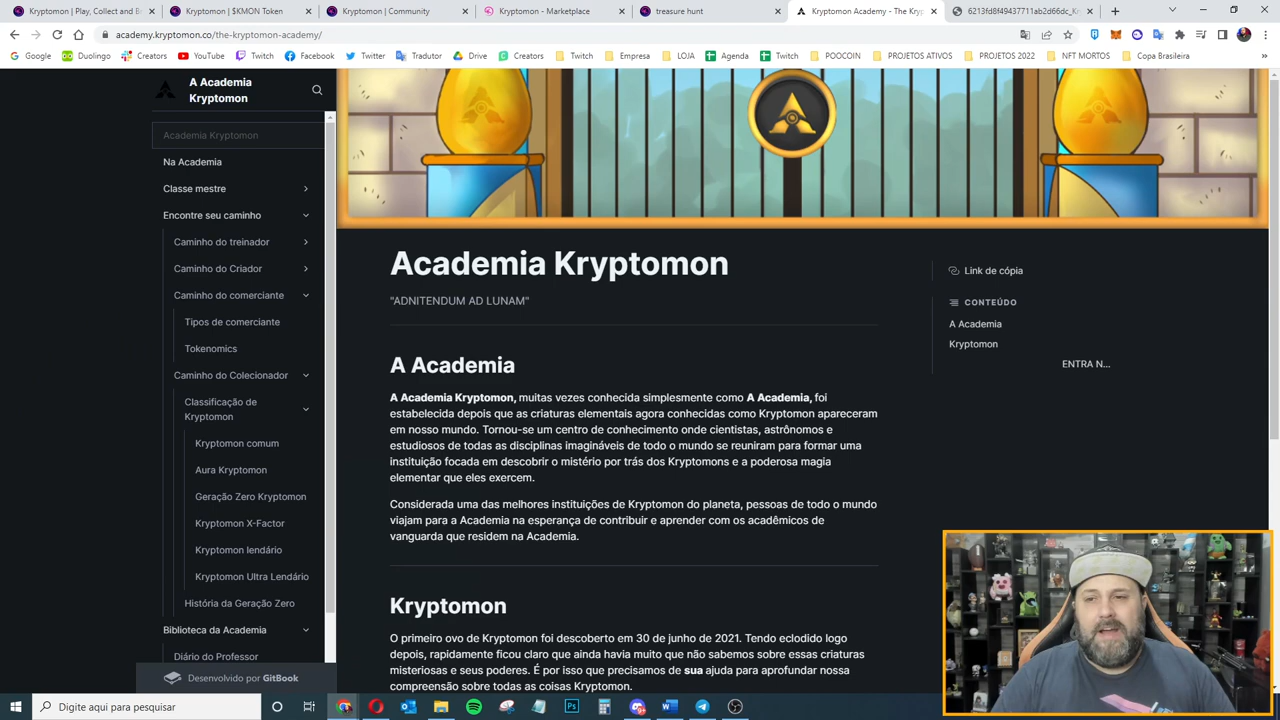 Kryptomon | Play, Collect and B
Kryptomon | $KMON Token
Kryptomon | Community
Kryptomon - Marketplace
treasure hunt
Kryptomon Academy - The Kry
academy.kryptomon.co/the-kryptomon-academy/
Google
Duolingo
Creators
YouTube
Twitch
Facebook
Twitter
Tradutor
Drive
Creators
Twitch
Empresa
LOJA
Agenda
Twitch
POOCOIN
PROJETOS ATIVOS
PROJETOS 2022
NFT MORTOS
Copa Brasileira
A Academia
Kryptomon
Academia Kryptomon
Na Academia
Classe mestre
Encontre seu caminho
Caminho do treinador
Caminho do Criador
Caminho do comerciante
Tipos de comerciante
Tokenomics
Caminho do Colecionador
Classificação de
Kryptomon
Kryptomon comum
Aura Kryptomon
Geração Zero Kryptomon
Kryptomon X-Factor
Kryptomon lendário
Kryptomon Ultra Lendário
História da Geração Zero
Biblioteca da Academia
Diário do Professor
Desenvolvido por GitBook
Academia Kryptomon
"ADNITENDUM AD LUNAM"
A Academia
A Academia Kryptomon, muitas vezes conhecida simplesmente como A Academia, foi
estabelecida depois que as criaturas elementais agora conhecidas como Kryptomon apareceram
em nosso mundo. Tornou-se um centro de conhecimento onde cientistas, astrônomos e
estudiosos de todas as disciplinas imagináveis de todo o mundo se reuniram para formar uma
instituição focada em descobrir o mistério por trás dos Kryptomons e a poderosa magia
elementar que eles exercem.
Considerada uma das melhores instituições de Kryptomon do planeta, pessoas de todo o mundo
viajam para a Academia na esperança de contribuir e aprender com os acadêmicos de
vanguarda que residem na Academia.
Kryptomon
O primeiro ovo de Kryptomon foi descoberto em 30 de junho de 2021. Tendo eclodido logo
depois, rapidamente ficou claro que ainda havia muito que não sabemos sobre essas criaturas
misteriosas e seus poderes. É por isso que precisamos de sua ajuda para aprofundar nossa
compreensão sobre todas as coisas Kryptomon.
Link de cópia
CONTEÚDO
A Academia
Kryptomon
ENTRA N...
Digite aqui para pesquisar